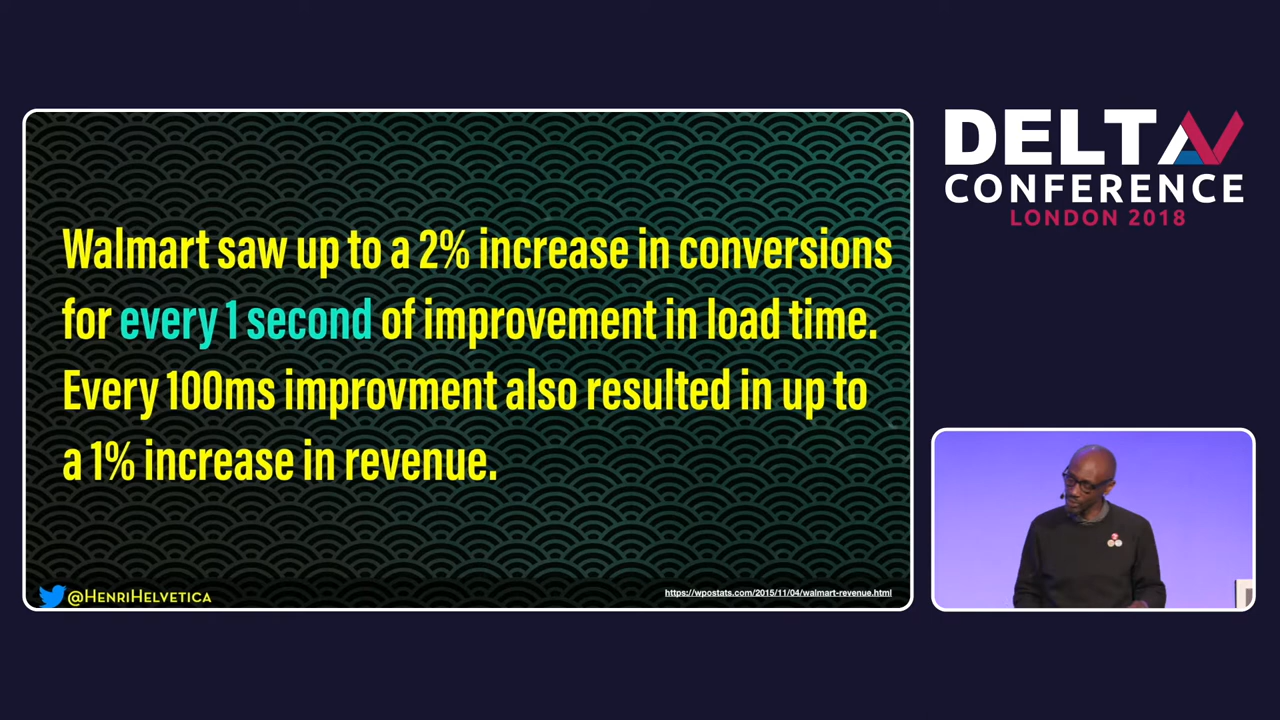 Walmart saw up to a 2% increase in conversions
for every 1 second of improvement in load time.
Every 100ms improvment also resulted in up to
a 1% increase in revenue.
@HenriHelvetica
https://wpostats.com/2015/11/04/walmart-revenue.html
DELTA V
CONFERENCE
LONDON 2018